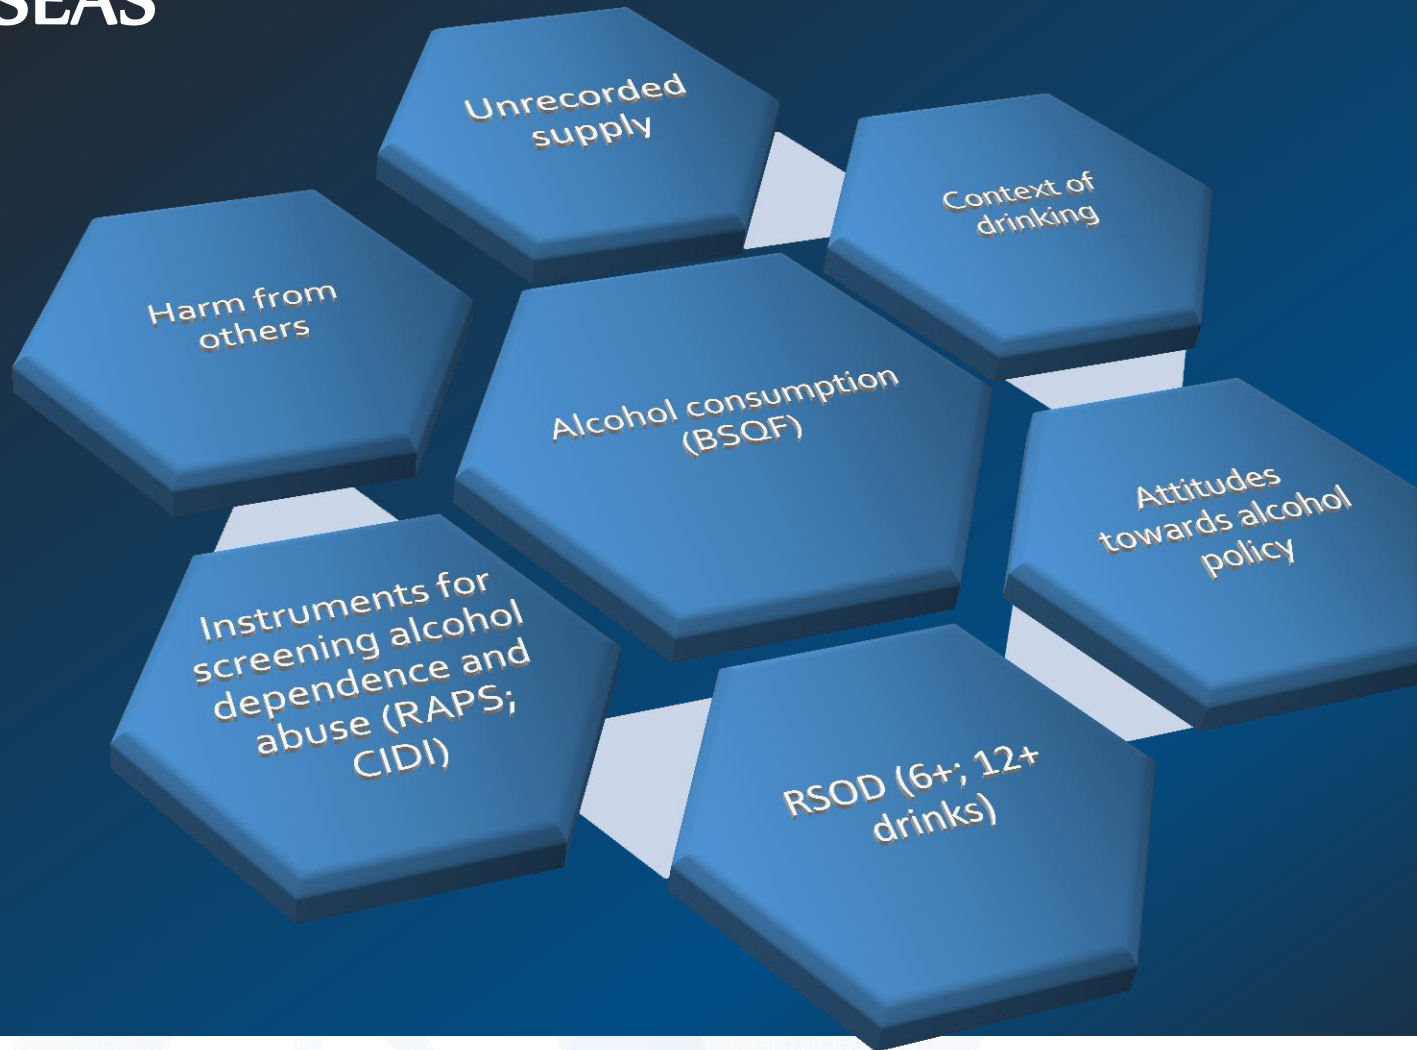 SEAS
Unrecorded
supply
Context of
drinking
Harm from
others
Alcohol consumption
(BSQF)
Attitudes
towards alcohol
policy
Instruments for
screening alcohol
dependence and
abuse (RAPS;
CIDI)
RSOD (6+; 12+
drinks)